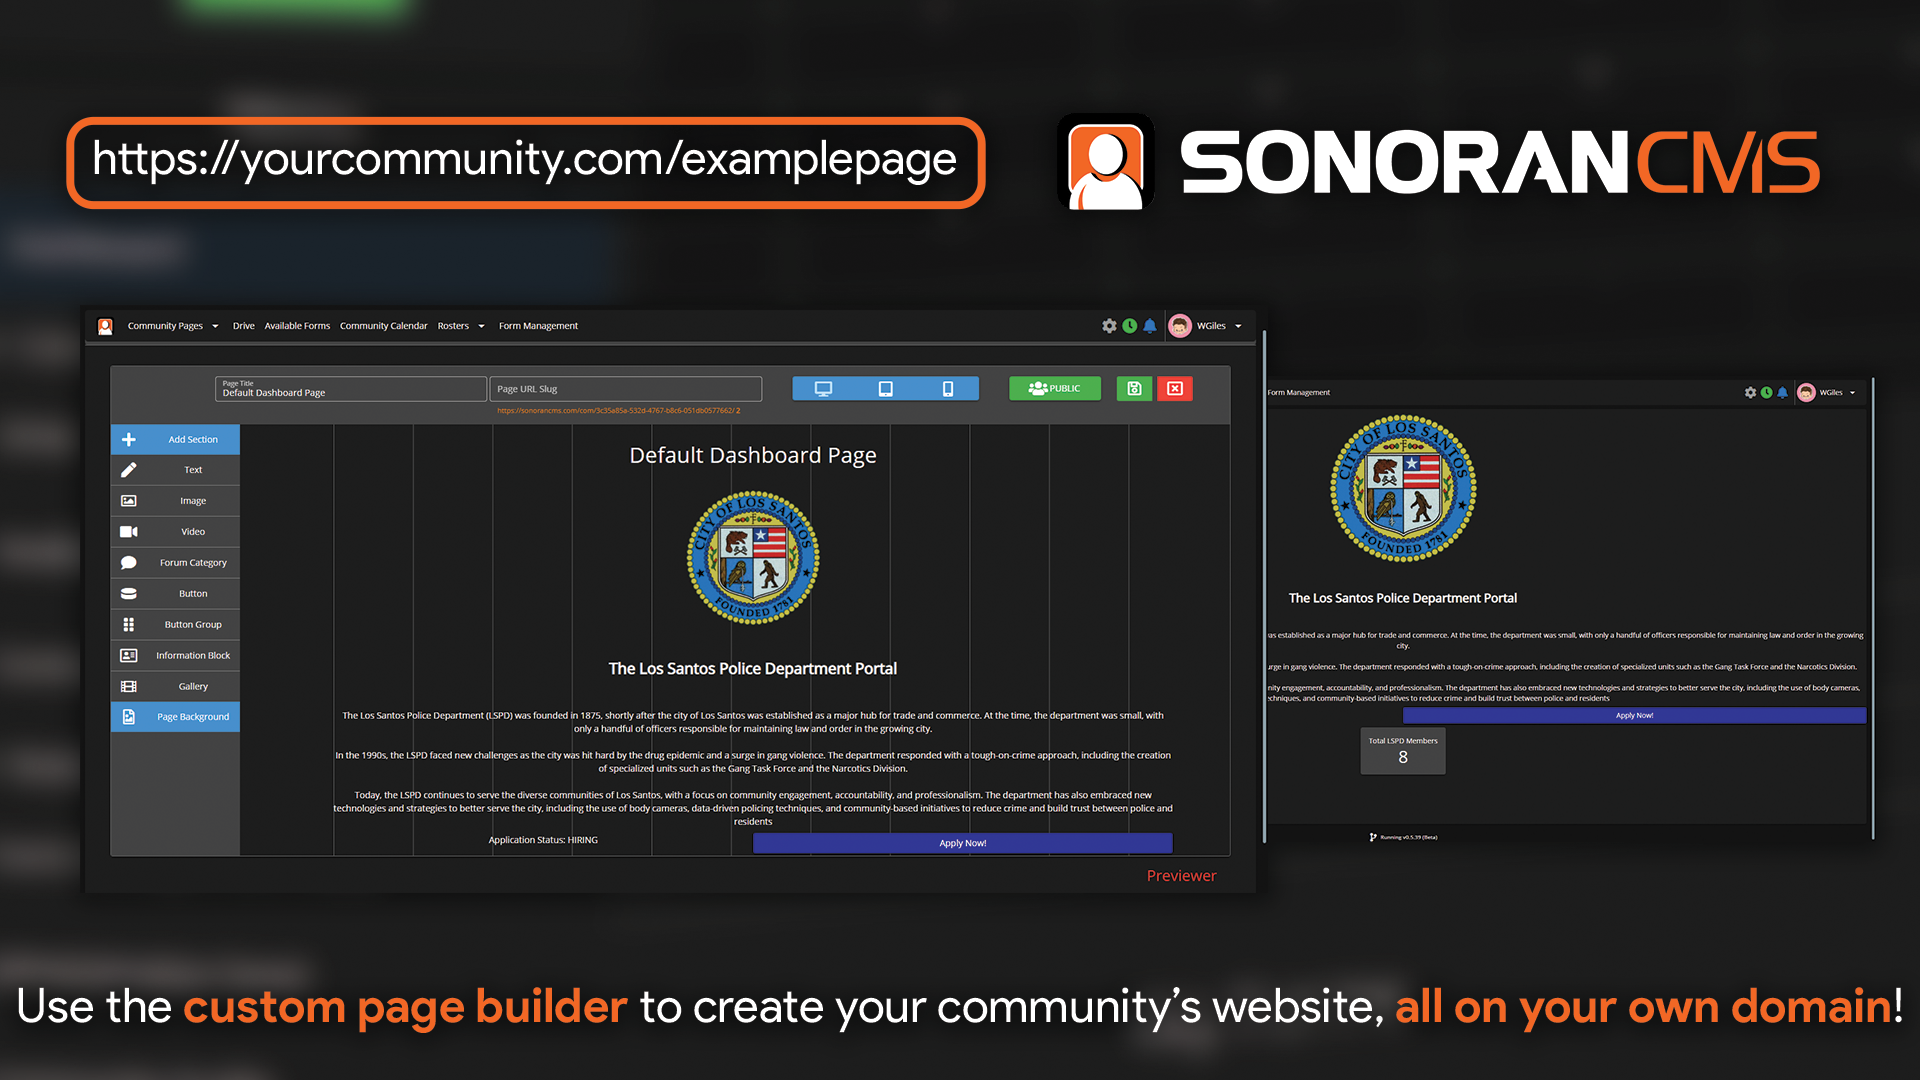 https://yourcommunity.com/examplepage
SONORANCMS
Community Pages Drive Available Forms Community Calendar Rosters Form Management WGiles
Page Title
Default Dashboard Page
Page URL Slug
PUBLIC
https://sonorancms.com/com/3c35a85a-532d-4767-b8c6-051db0577662/2
Add Section
Text
Image
Video
Forum Category
Button
Button Group
Information Block
Gallery
Page Background
Default Dashboard Page
CITY OF LOS SANTOS
FOUNDED 1781
The Los Santos Police Department Portal
The Los Santos Police Department (LSPD) was founded in 1875, shortly after the city of Los Santos was established as a major hub for trade and commerce. At the time, the department was small, with
only a handful of officers responsible for maintaining law and order in the growing city.
In the 1990s, the LSPD faced new challenges as the city was hit hard by the drug epidemic and a surge in gang violence. The department responded with a tough-on-crime approach, including the creation
of specialized units such as the Gang Task Force and the Narcotics Division.
Today, the LSPD continues to serve the diverse communities of Los Santos, with a focus on community engagement, accountability, and professionalism. The department has also embraced new
technologies and strategies to better serve the city, including the use of body cameras, data-driven policing techniques, and community-based initiatives to reduce crime and build trust between police and
residents
Application Status: HIRING
Apply Now!
Previewer
Form Management WGiles
CITY OF LOS SANTOS
FOUNDED 1781
The Los Santos Police Department Portal
was established as a major hub for trade and commerce. At the time, the department was small, with only a handful of officers responsible for maintaining law and order in the growing
city.
urge in gang violence. The department responded with a tough-on-crime approach, including the creation of specialized units such as the Gang Task Force and the Narcotics Division.
nity engagement, accountability, and professionalism. The department has also embraced new technologies and strategies to better serve the city, including the use of body cameras,
echniques, and community-based initiatives to reduce crime and build trust between police and residents
Apply Now!
Total LSPD Members
8
Running v0.5.39 (Beta)
Use the custom page builder to create your community's website, all on your own domain!